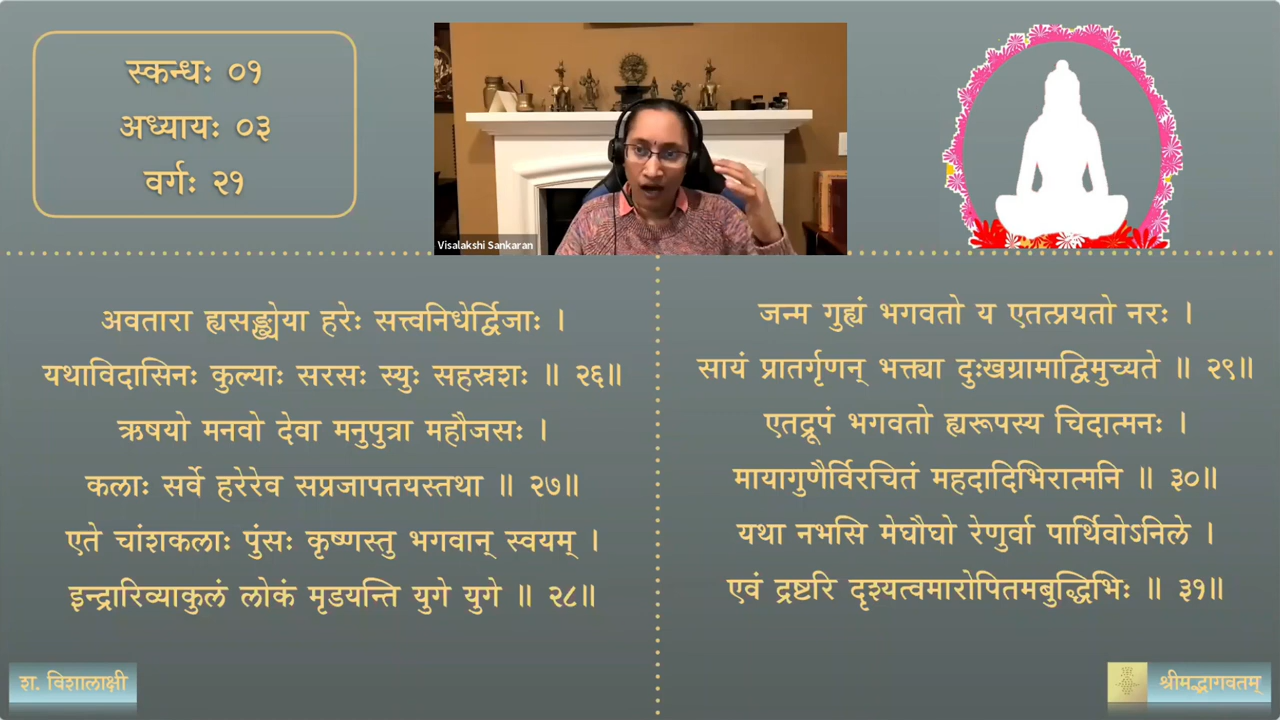 स्कन्धः ०१
अध्यायः ०३
वर्गः २१
Visalakshi Sankaran
अवतारा ह्यसङ्ख्येया हरेः सत्त्वनिधेर्द्विजाः ।
यथाविदासिनः कुल्याः सरसः स्युः सहस्रशः ॥ २६॥
ऋषयो मनवो देवा मनुपुत्रा महौजसः ।
कलाः सर्वे हरेरेव सप्रजापतयस्तथा ॥ २७॥
एते चांशकलाः पुंसः कृष्णस्तु भगवान् स्वयम् ।
इन्द्रारिव्याकुलं लोकं मृडयन्ति युगे युगे ॥ २८॥
जन्म गुह्यं भगवतो य एतत्प्रयतो नरः ।
सायं प्रातर्गृणन् भक्त्या दुःखग्रामाद्विमुच्यते ॥ २९॥
एतद्रूपं भगवतो ह्यरूपस्य चिदात्मनः ।
मायागुणैर्विरचितं महदादिभिरात्मनि ॥ ३०॥
यथा नभसि मेघौघो रेणुर्वा पार्थिवोऽनिले ।
एवं द्रष्टरि दृश्यत्वमारोपितमबुद्धिभिः ॥ ३१॥
श. विशालाक्षी
श्रीमद्भागवतम्